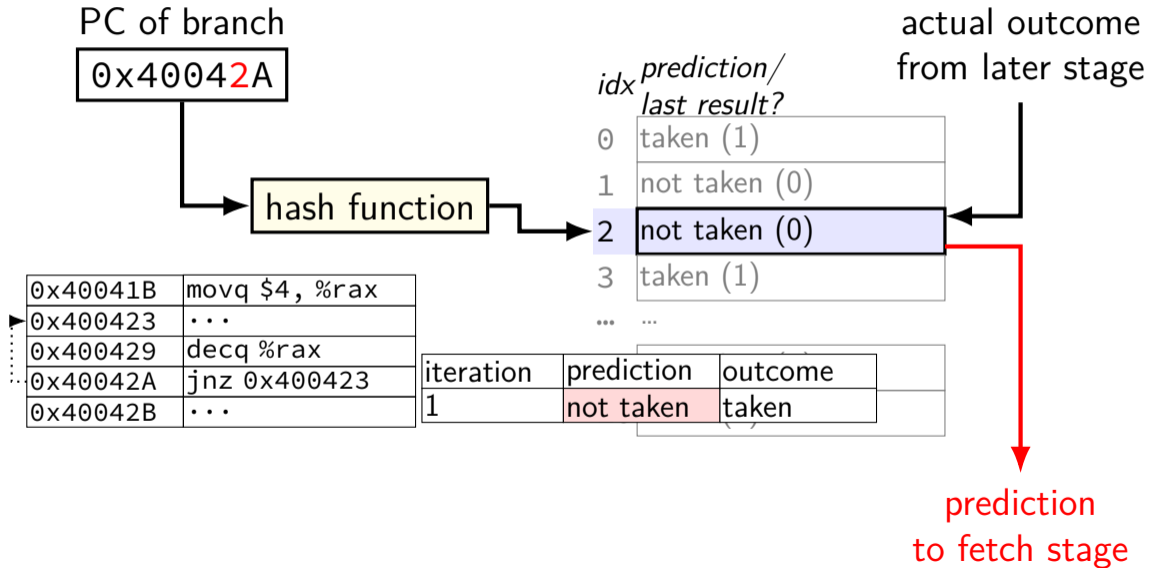 PC of branch
0x40042A
hash function
idx
prediction/
last result?
0 taken (1)
1 not taken (0)
2 not taken (0)
3 taken (1)
... ...
actual outcome
from later stage
0x40041B movq $4, %rax
0x400423 ...
0x400429 decq %rax
0x40042A jnz 0x400423
0x40042B ...
iteration prediction outcome
1 not taken taken
prediction
to fetch stage